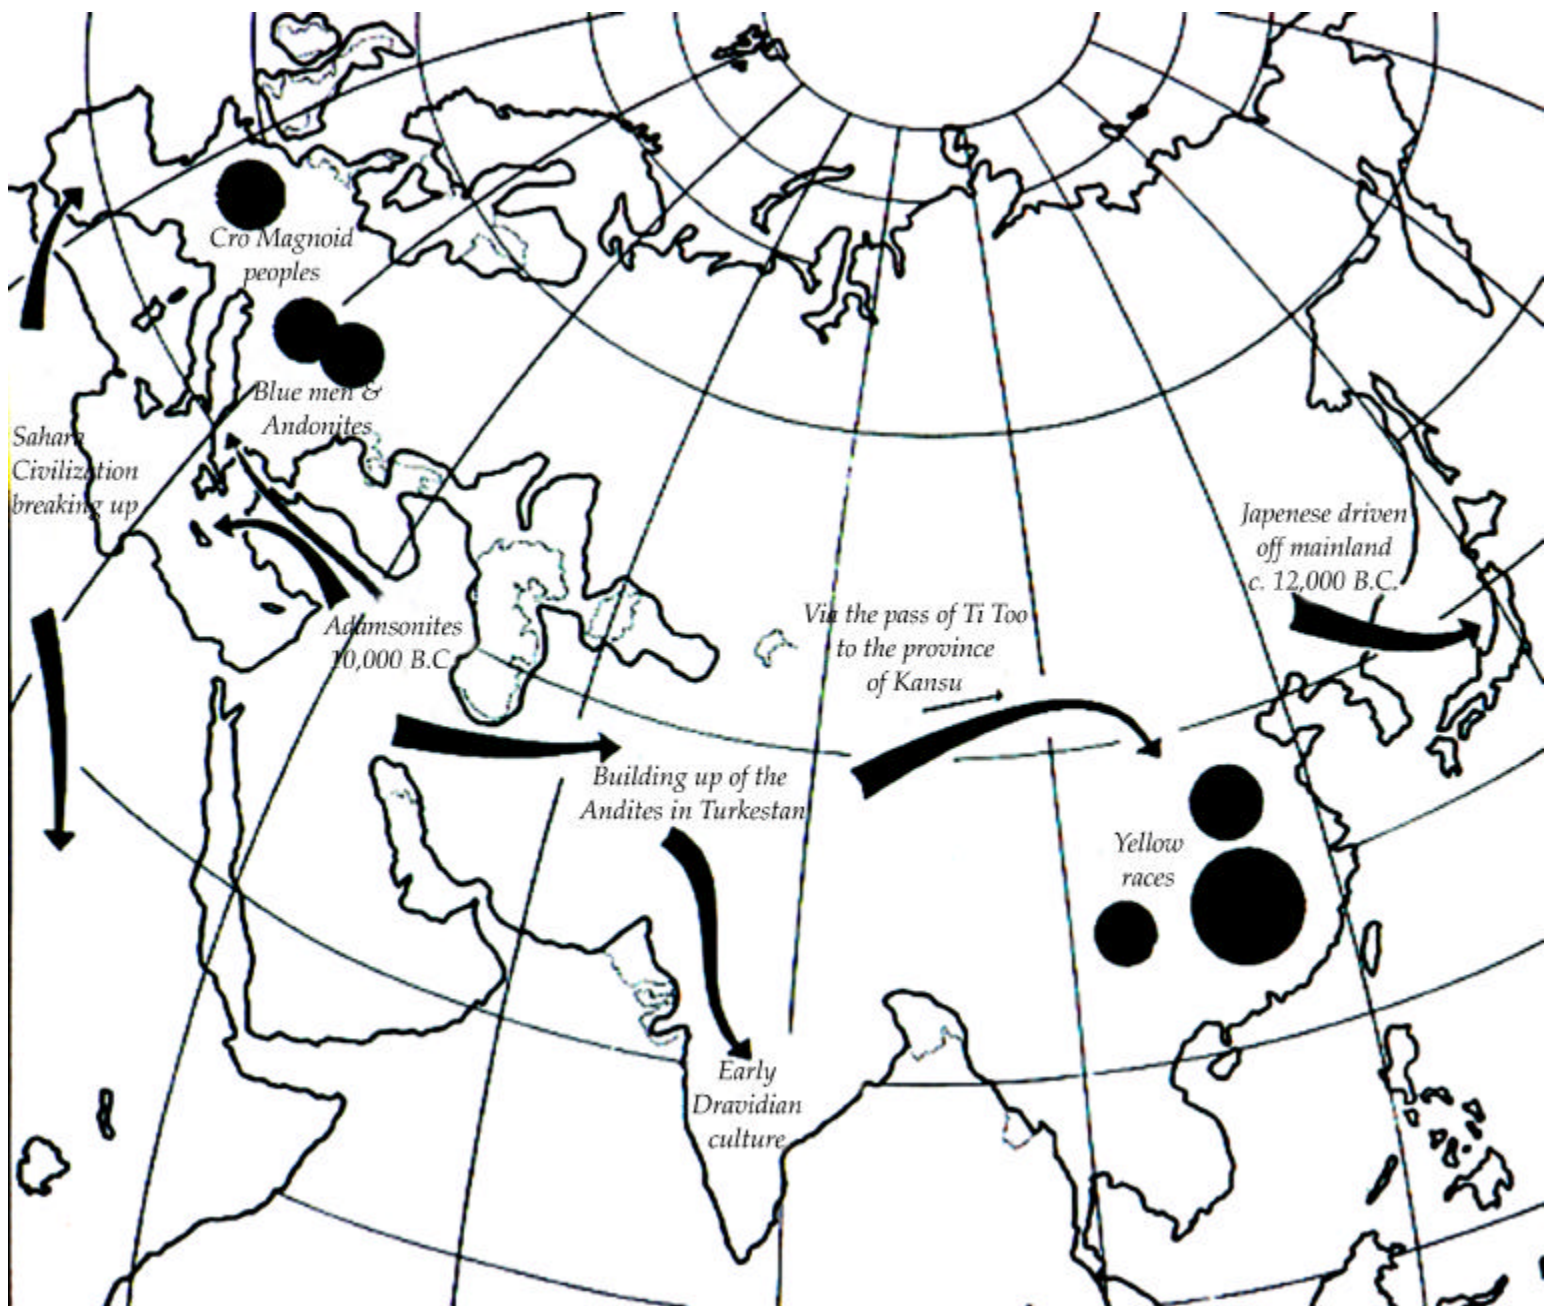 Cro Magnoid
peoples
Blue men &
Andonites
Sahara
Civilization
breaking up
Japenese driven
off mainland
c. 12,000 B.C.
Adamsonites
10,000 B.C.
Via the pass of Ti Too
to the province
of Kansu
Building up of the
Andites in Turkestan
Yellow
races
Early
Dravidian
culture